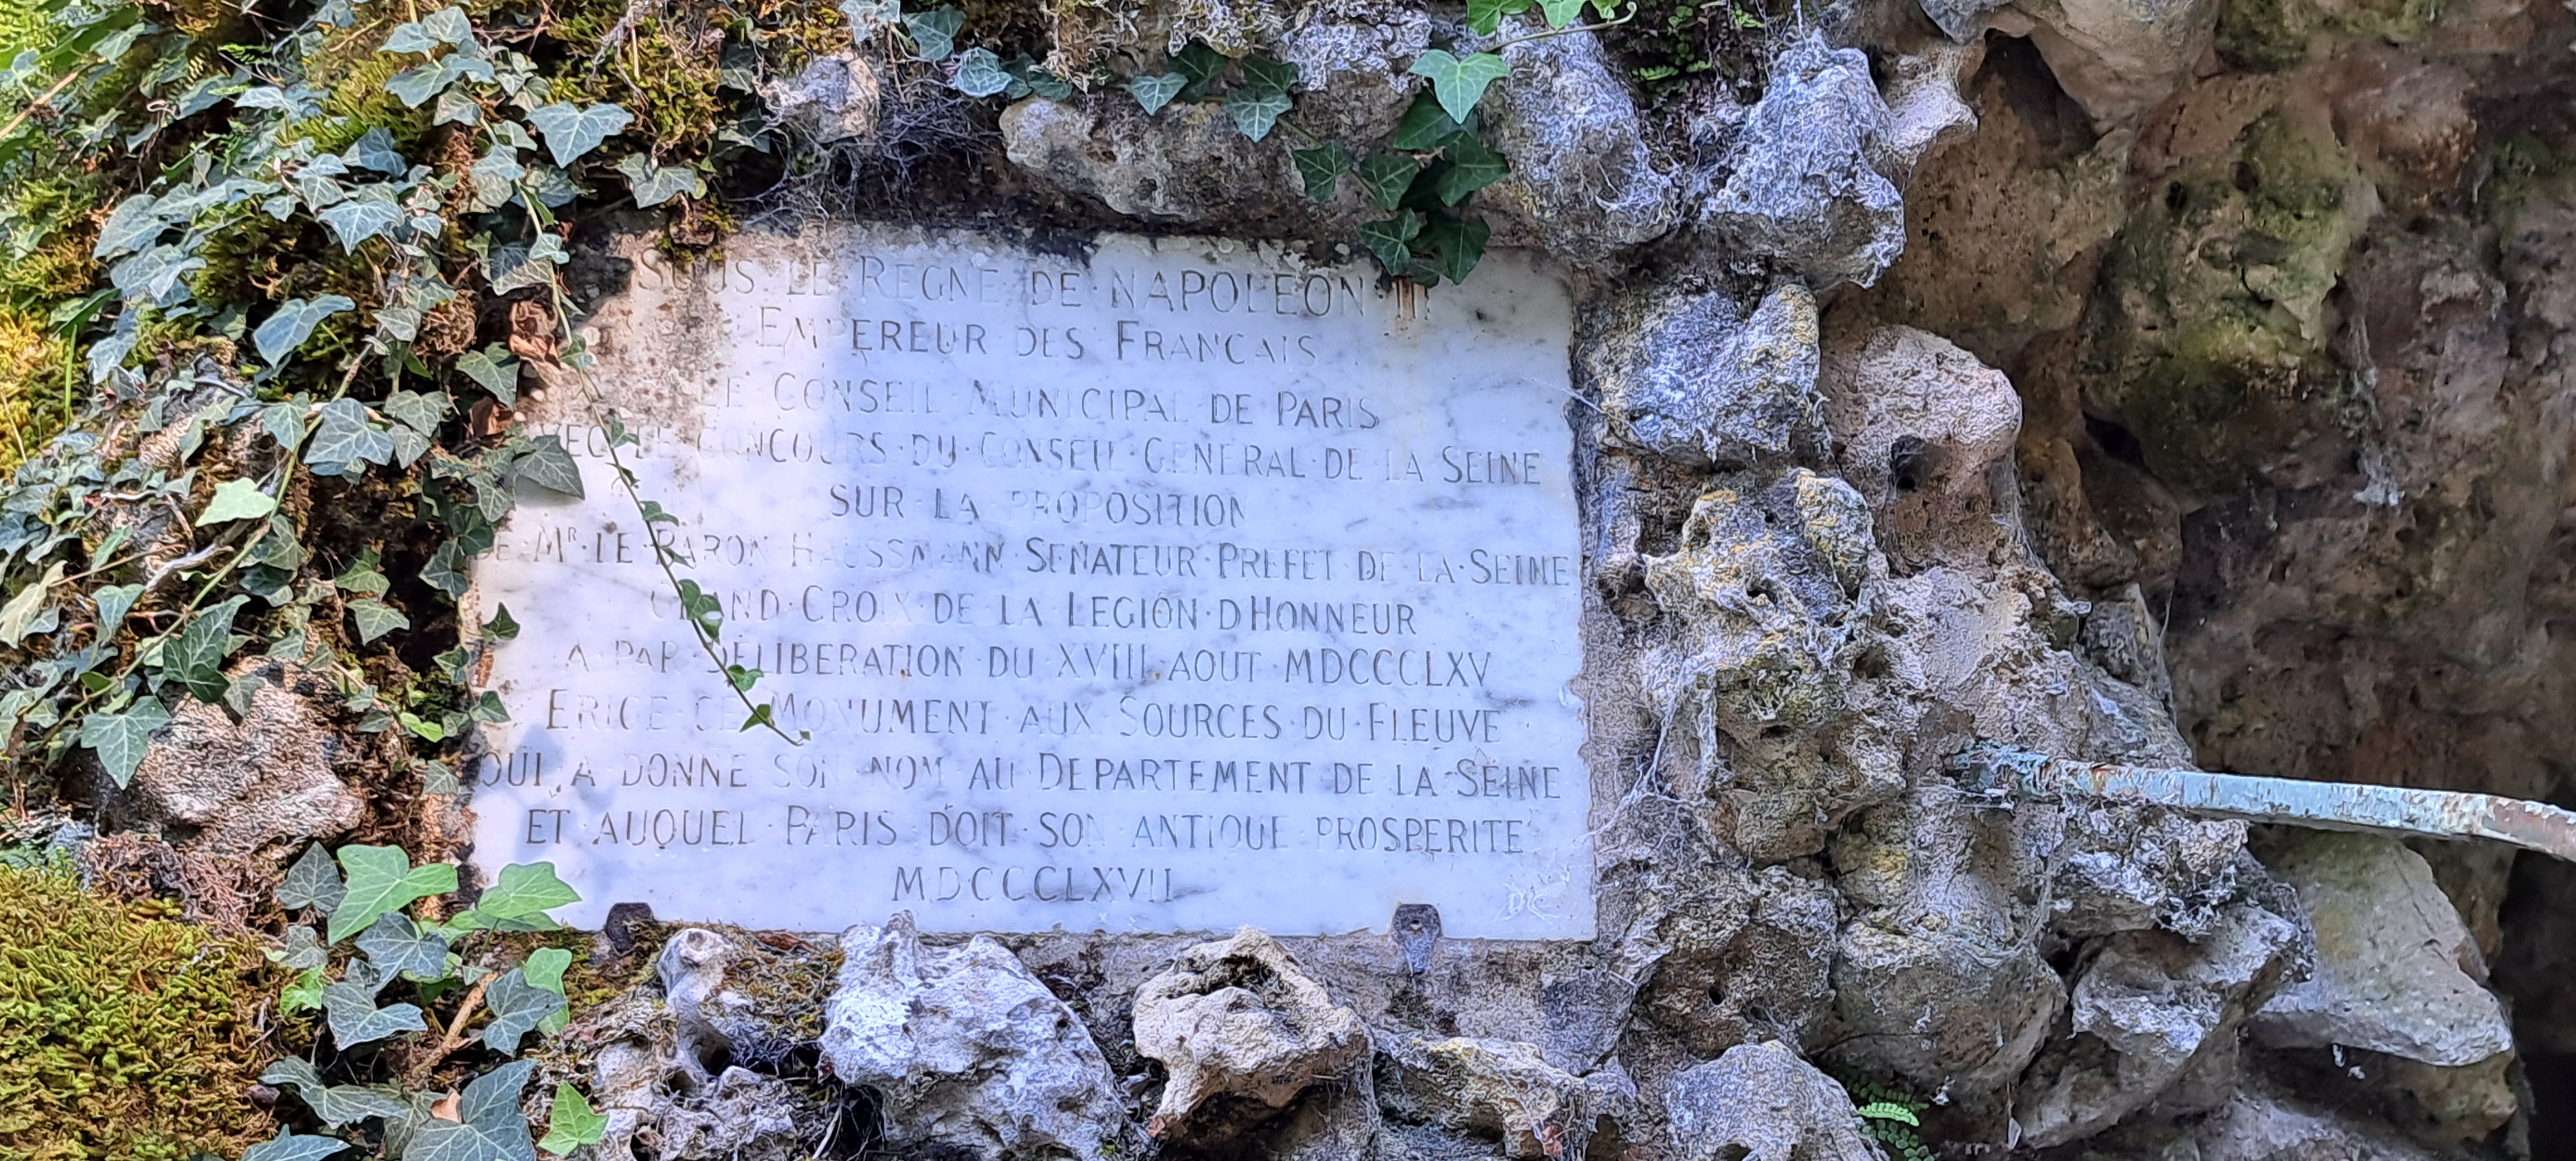 SOUS · LE REGNE · DE · NAPOLEON · III
EMPEREUR DES FRANCAIS
LE CONSEIL MUNICIPAL DE PARIS
AVEC · LE CONCOURS · DU · CONSEIL · GENERAL · DE · LA · SEINE
SUR · LA · PROPOSITION
DE · MR · LE BARON HAUSSMANN · SENATEUR · PREFET DE · LA · SEINE
GRAND · CROIX · DE · LA LEGION · D HONNEUR
A · PAR · DELIBERATION DU XVIII · AOUT MDCCCLXV
ERIGE CE MONUMENT · AUX SOURCES · DU · FLEUVE
QUI · A · DONNE SON · NOM · AU · DEPARTEMENT DE LA · SEINE
ET · AUQUEL · PARIS DOIT · SON ANTIQUE · PROSPERITE
MDCCCLXVII